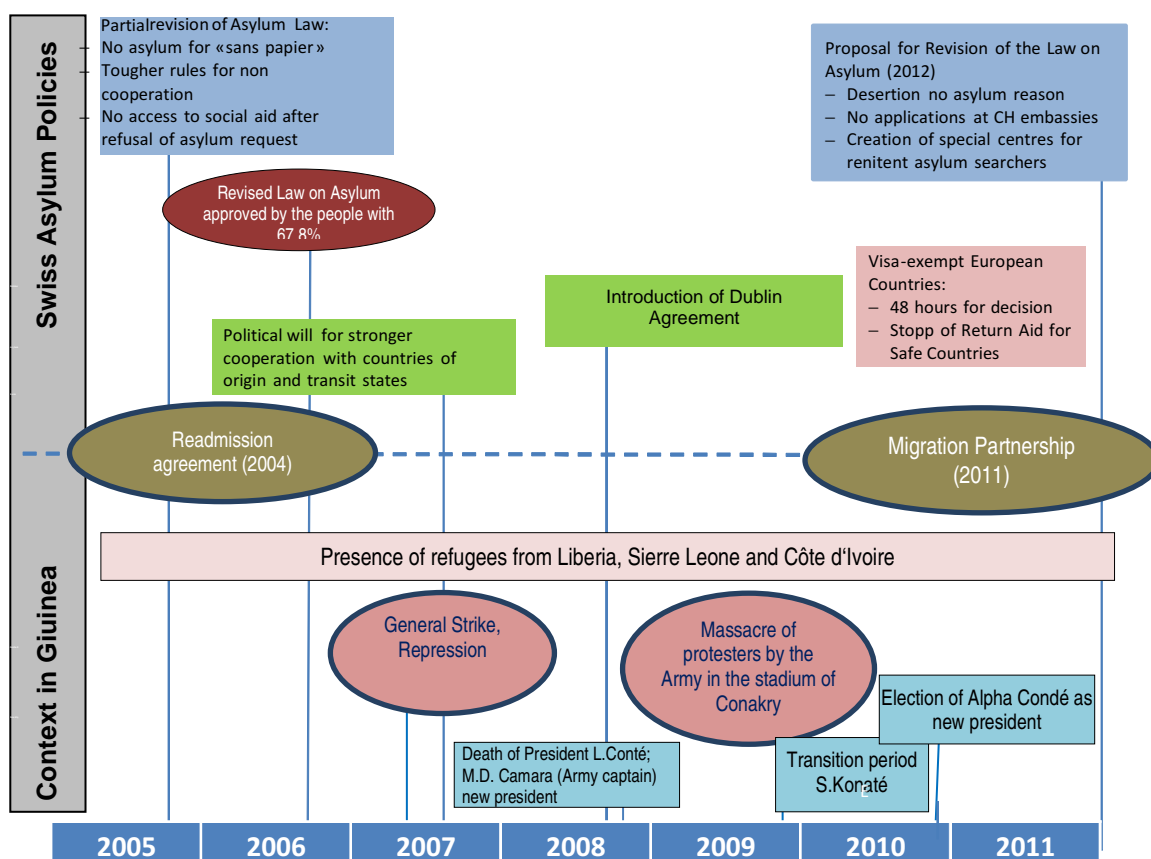 Swiss Asylum Policies
Partialrevision of Asylum Law:
No asylum for «sans papier»
Tougher rules for non
cooperation
No access to social aid after
refusal of asylum request
Proposal for Revision of the Law on
Asylum (2012)
– Desertion no asylum reason
– No applications at CH embassies
– Creation of special centres for
renitent asylum searchers
Revised Law on Asylum
approved by the people with
67.8%
Visa-exempt European
Countries:
– 48 hours for decision
– Stopp of Return Aid for
Safe Countries
Introduction of Dublin
Agreement
Political will for stronger
cooperation with countries of
origin and transit states
Readmission
agreement (2004)
Migration Partnership
(2011)
Context in Giuinea
Presence of refugees from Liberia, Sierre Leone and Côte d'Ivoire
General Strike,
Repression
Massacre of
protesters by the
Army in the stadium of
Conakry
Election of Alpha Condé as
new president
Death of President L.Conté;
M.D. Camara (Army captain)
new president
Transition period
S.Konaté
2005 2006 2007 2008 2009 2010 2011